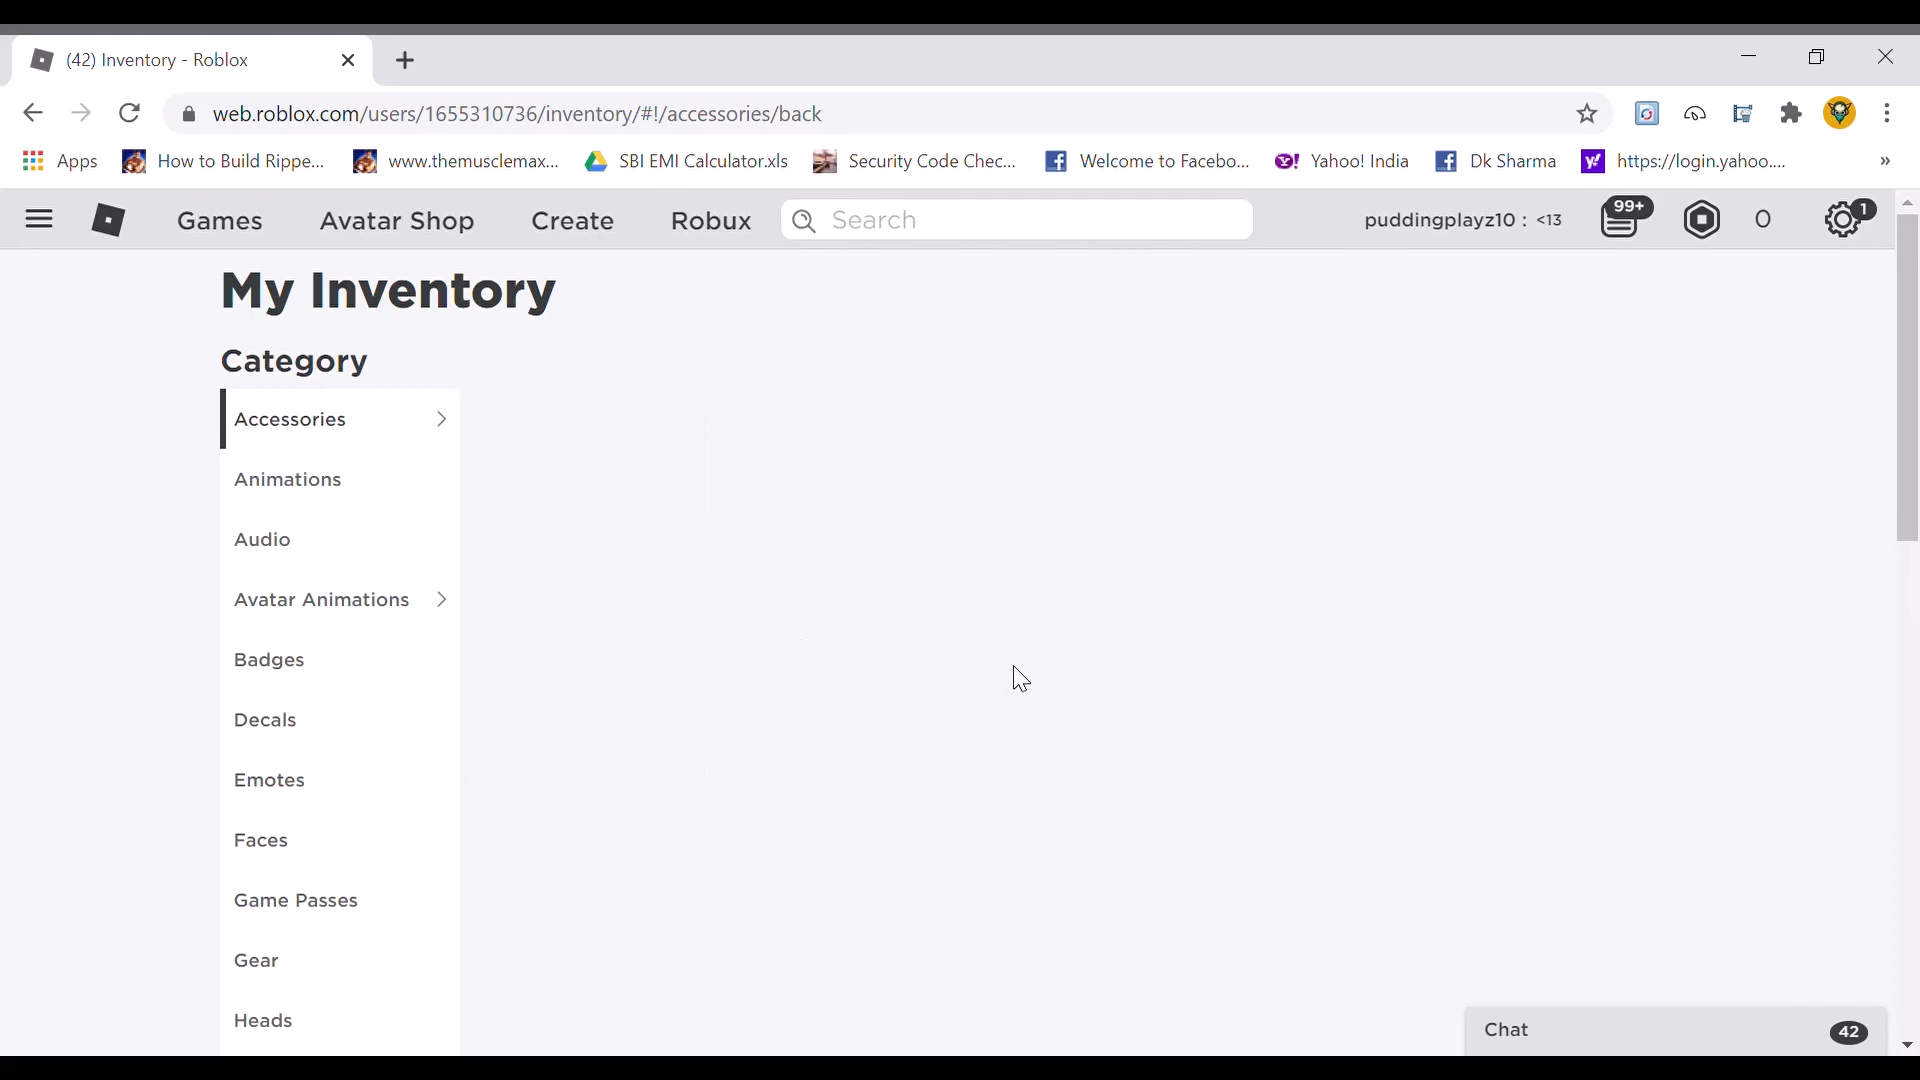 (42) Inventory - Roblox
web.roblox.com/users/1655310736/inventory/#!/accessories/back
Apps How to Build Rippe... www.themusclemax... SBI EMI Calculator.xls Security Code Chec... Welcome to Facebo... Yahoo! India Dk Sharma https://login.yahoo.... »
Games Avatar Shop Create Robux Search puddingplayz10 : <13 99+ 0 1
My Inventory
Category
Accessories
Animations
Audio
Avatar Animations
Badges
Decals
Emotes
Faces
Game Passes
Gear
Heads
Chat 42